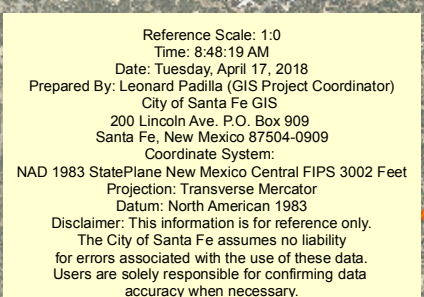 Reference Scale: 1:0
Time: 8:48:19 AM
Date: Tuesday, April 17, 2018
Prepared By: Leonard Padilla (GIS Project Coordinator)
City of Santa Fe GIS
200 Lincoln Ave. P.O. Box 909
Santa Fe, New Mexico 87504-0909
Coordinate System:
NAD 1983 StatePlane New Mexico Central FIPS 3002 Feet
Projection: Transverse Mercator
Datum: North American 1983
Disclaimer: This information is for reference only.
The City of Santa Fe assumes no liability
for errors associated with the use of these data.
Users are solely responsible for confirming data
accuracy when necessary.